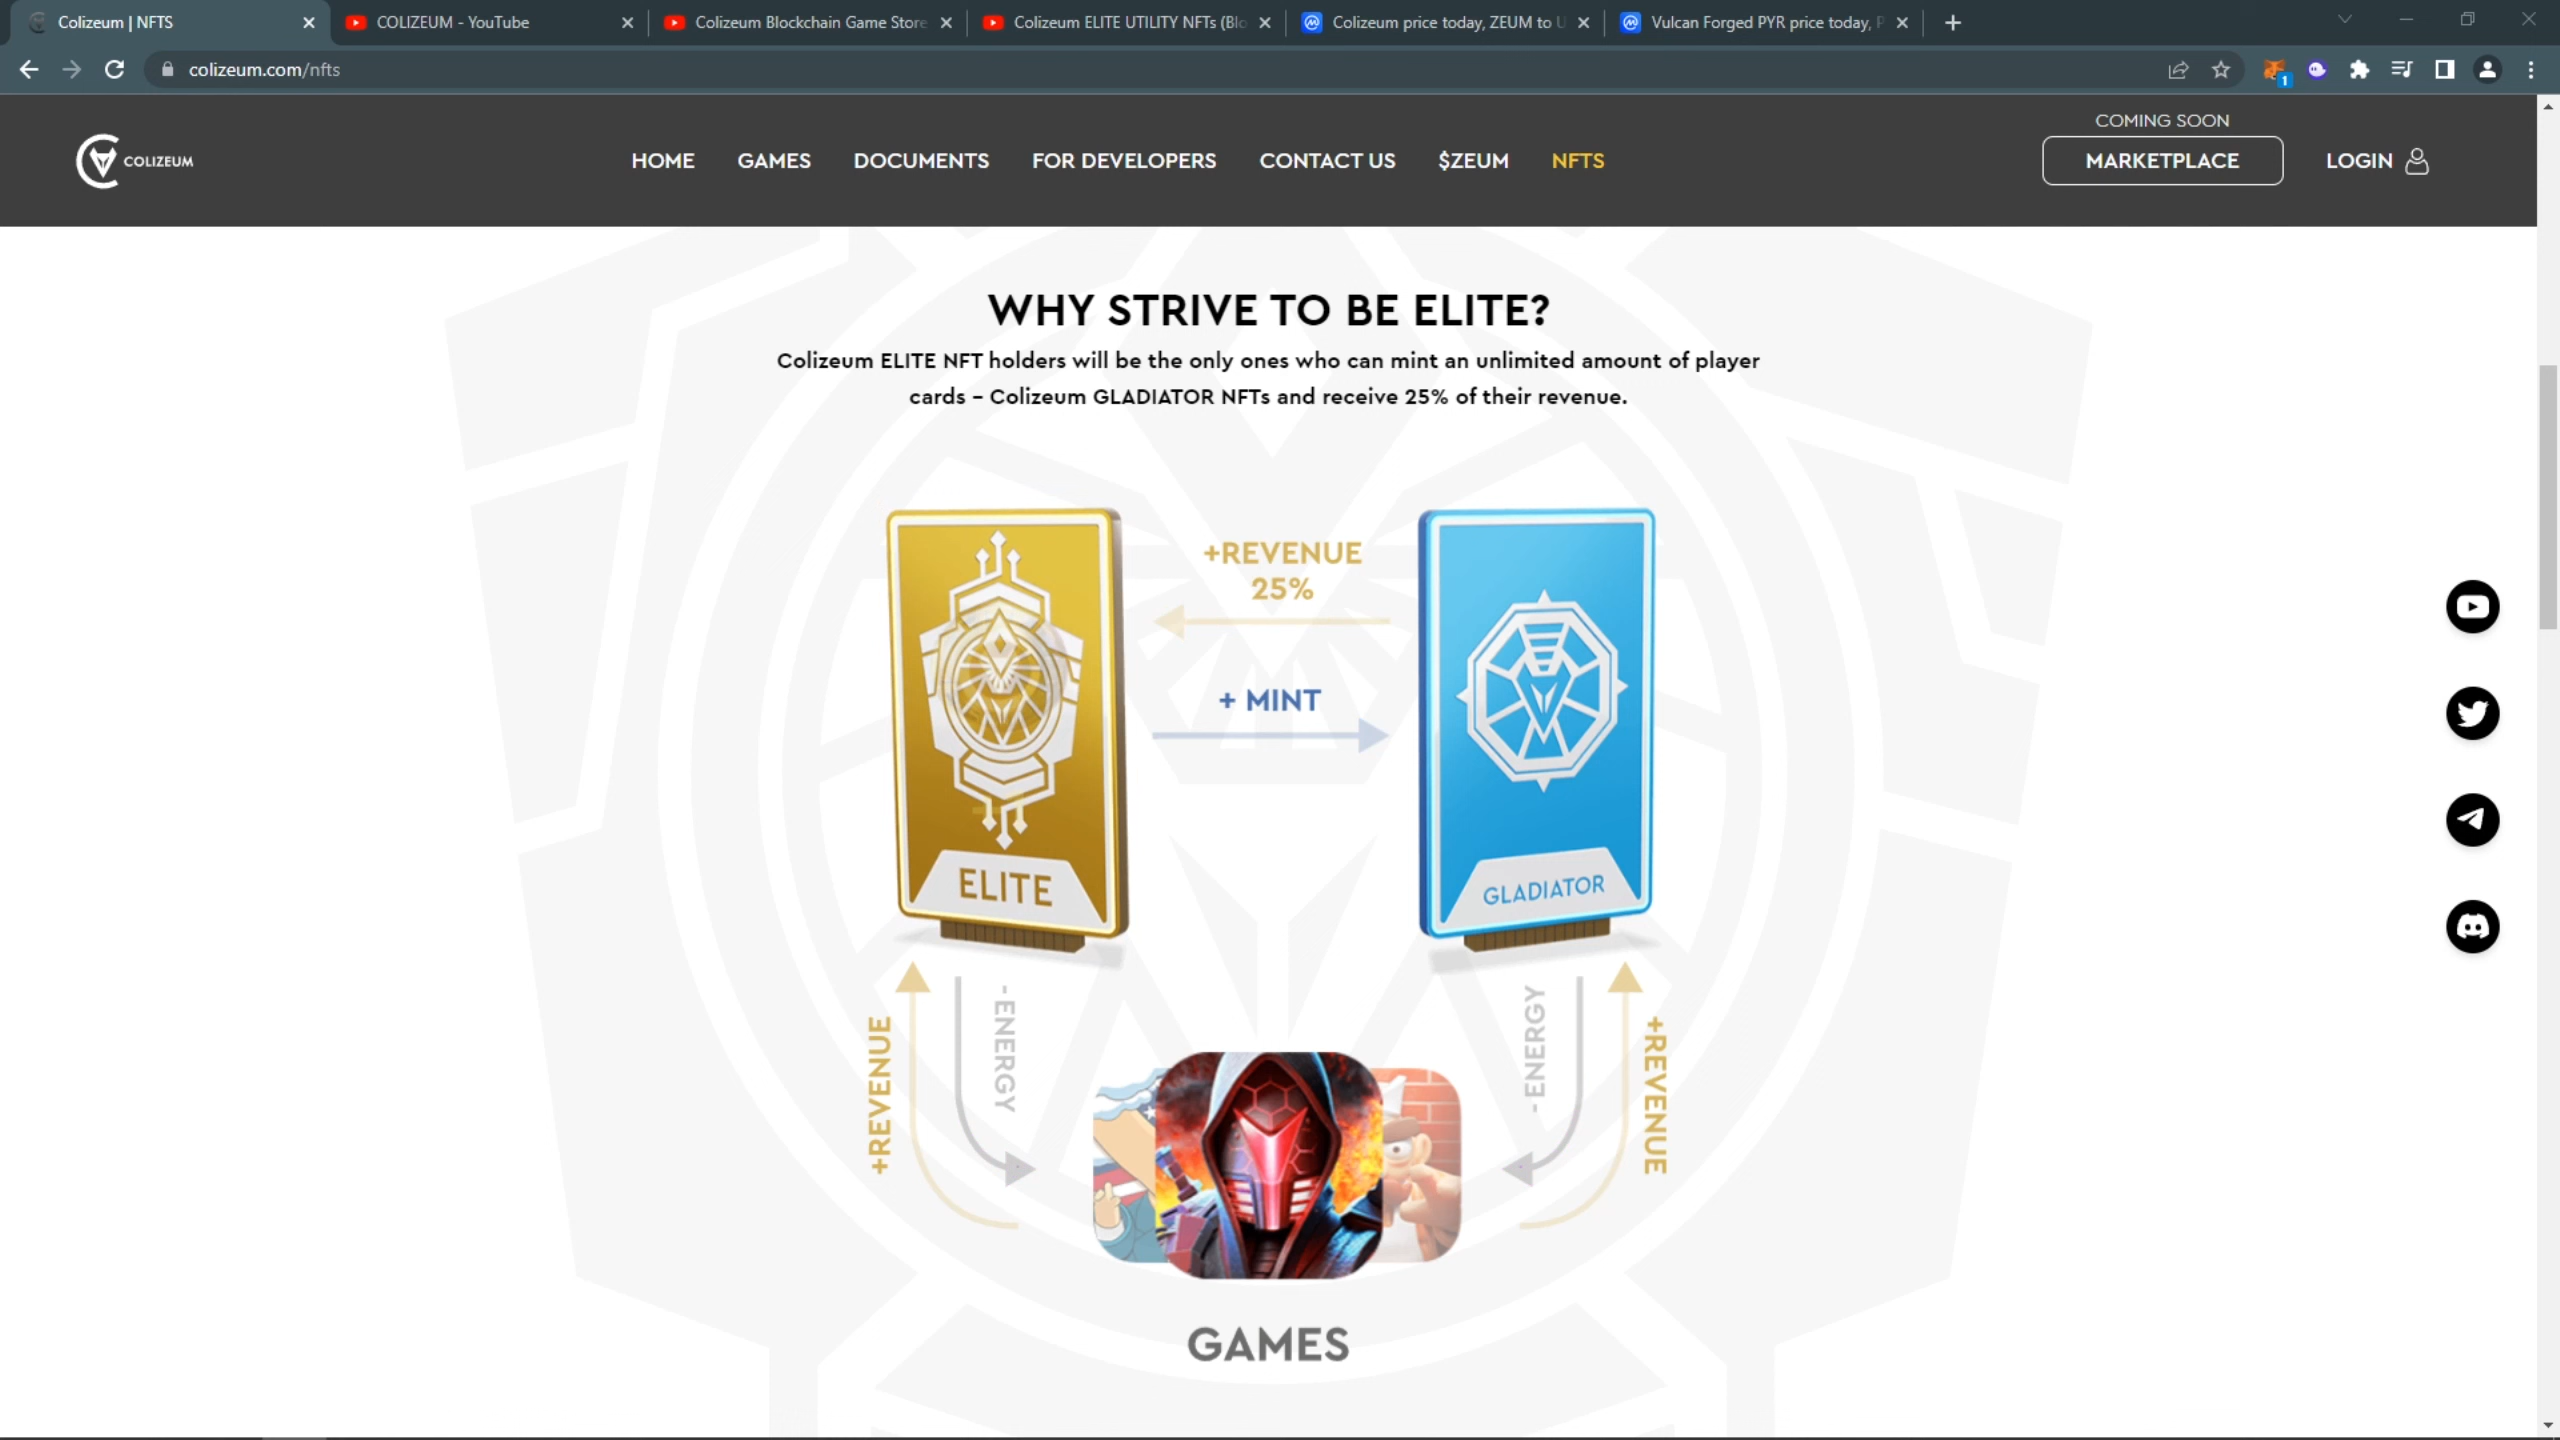 Colizeum | NFTS
COLIZEUM - YouTube
Colizeum Blockchain Game Store
Colizeum ELITE UTILITY NFTs (Blo
Colizeum price today, ZEUM to U
Vulcan Forged PYR price today, P
colizeum.com/nfts
1
COLIZEUM
HOME
GAMES
DOCUMENTS
FOR DEVELOPERS
CONTACT US
$ZEUM
NFTS
COMING SOON
MARKETPLACE
LOGIN
WHY STRIVE TO BE ELITE?
Colizeum ELITE NFT holders will be the only ones who can mint an unlimited amount of player
cards – Colizeum GLADIATOR NFTs and receive 25% of their revenue.
+REVENUE
25%
+ MINT
ELITE
GLADIATOR
+REVENUE
- ENERGY
- ENERGY
+REVENUE
GAMES